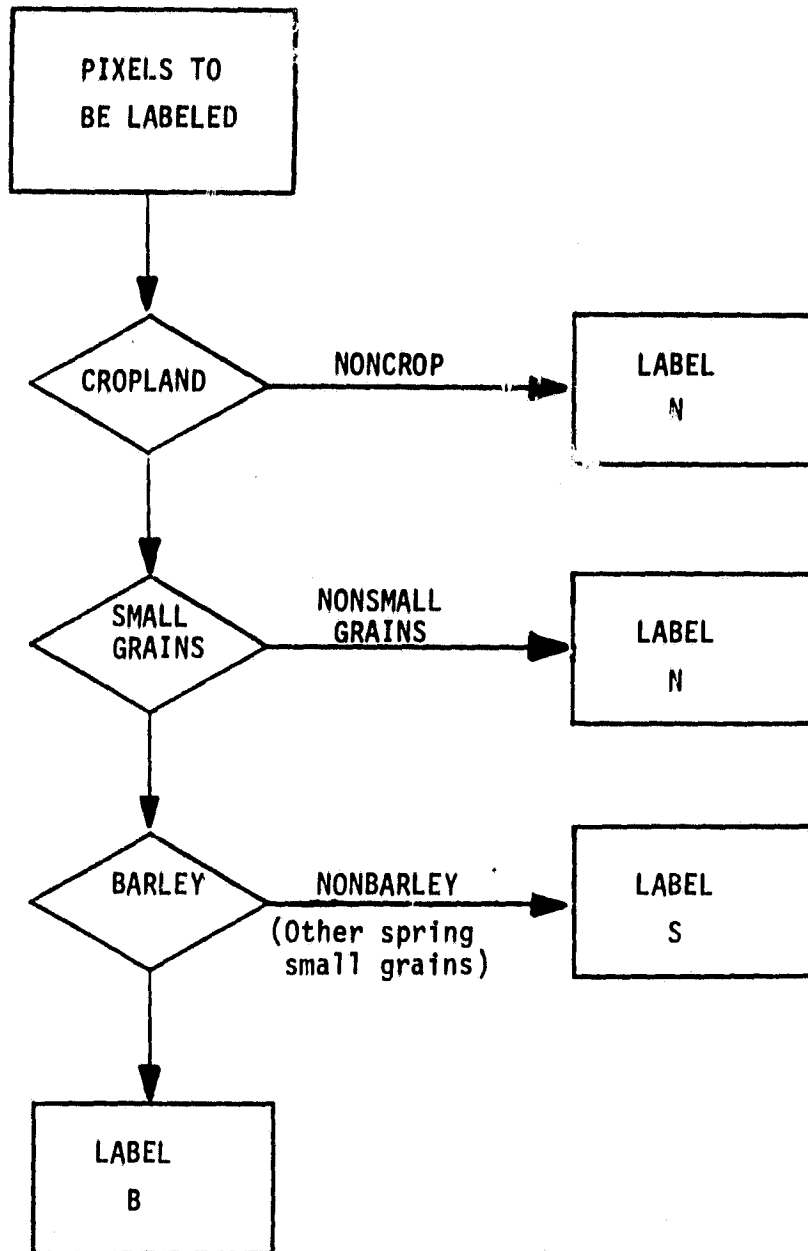 PIXELS TO
BE LABELED
CROPLAND
NONCROP
LABEL
N
SMALL
GRAINS
NONSMALL
GRAINS
LABEL
N
BARLEY
NONBARLEY
(Other spring
small grains)
LABEL
S
LABEL
B